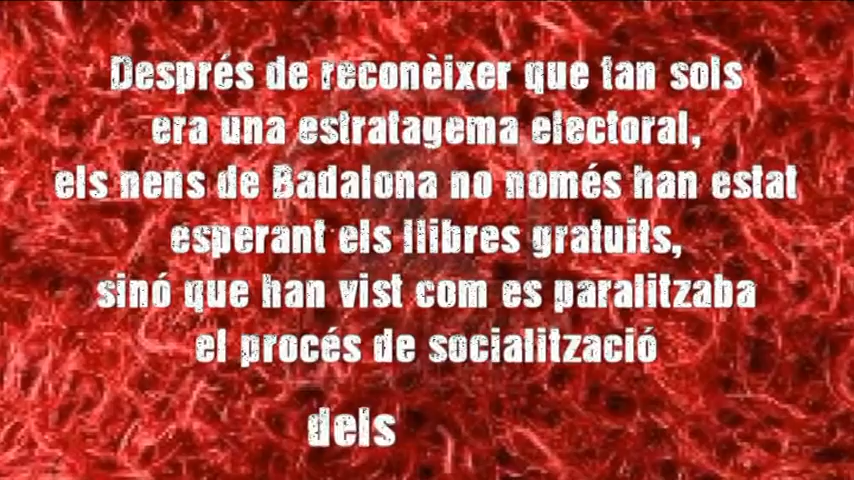 Després de reconèixer que tan sols
era una estratagema electoral,
els nens de Badalona no només han estat
esperant els llibres gratuïts,
sinó que han vist com es paralitzaba
el procés de socialització
dels